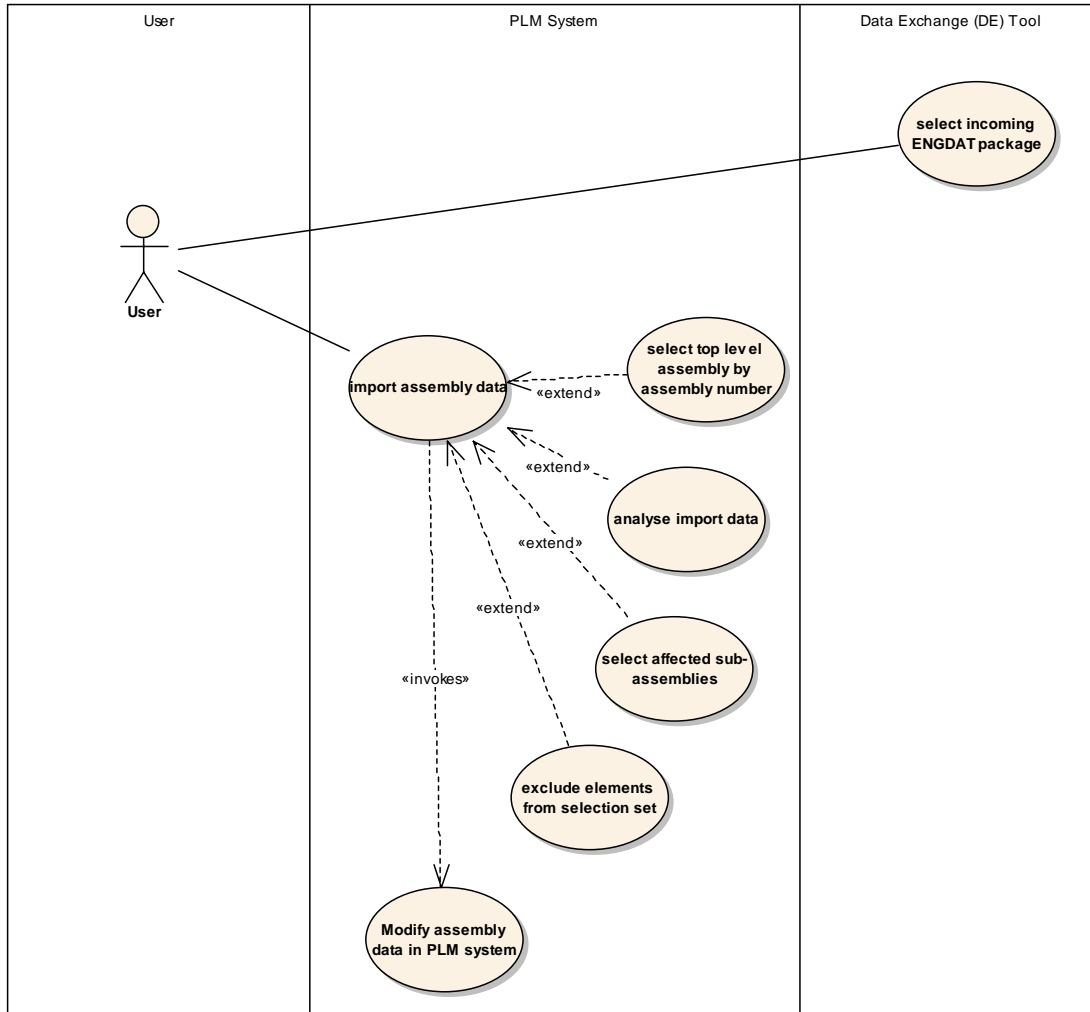 User
PLM System
Data Exchange (DE) Tool
select incoming
ENGDAT package
User
import assembly data
select top level
assembly by
assembly number
«extend»
«extend»
analyse import data
«extend»
«extend»
select affected sub-
assemblies
«invokes»
exclude elements
from selection set
Modify assembly
data in PLM system